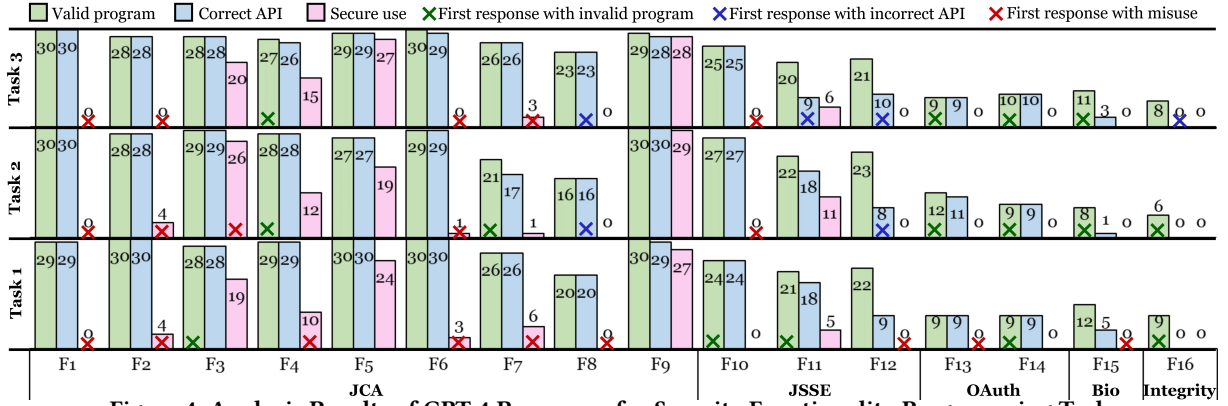 Valid program Correct API Secure use First response with invalid program First response with incorrect API First response with misuse
Task 3
30 30 0 28 28 0 28 28 20 27 26 15 29 29 27 30 29 0 26 26 3 23 23 0 29 28 28 25 25 0 20 9 6 21 10 0 9 9 0 10 10 0 11 3 0 8 0 0
Task 2
30 30 0 28 28 4 29 29 26 28 28 12 27 27 19 29 29 1 21 17 1 16 16 0 30 30 29 27 27 0 22 18 11 23 8 0 12 11 0 9 9 0 8 1 0 6 0 0
Task 1
29 29 0 30 30 4 28 28 19 29 29 10 30 30 24 30 30 3 26 26 6 20 20 0 30 29 27 24 24 0 21 18 5 22 9 0 9 9 0 9 9 0 12 5 0 9 0 0
F1 F2 F3 F4 F5 F6 F7 F8 F9 F10 F11 F12 F13 F14 F15 F16
JCA JSSE OAuth Bio Integrity